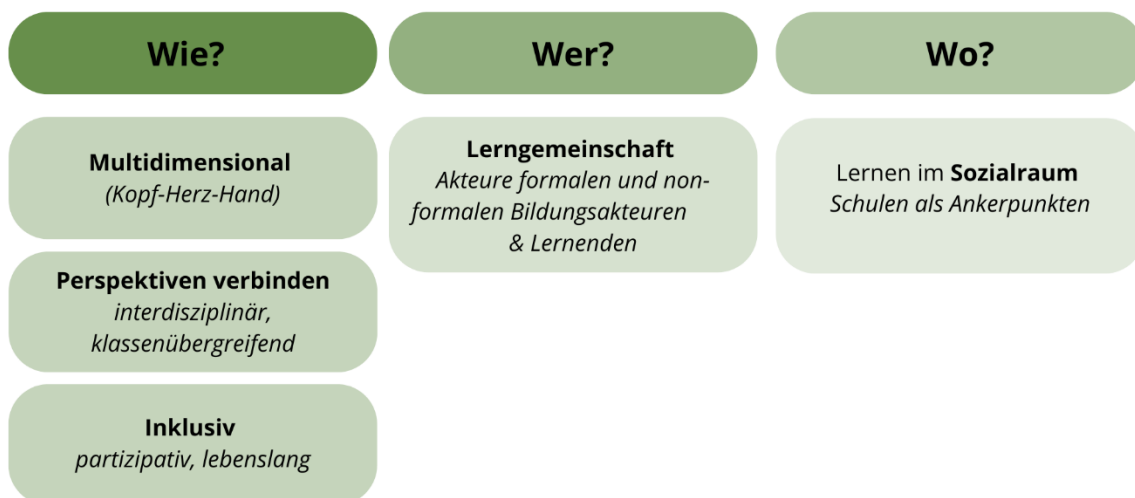 Wie?
Multidimensional
(Kopf-Herz-Hand)
Perspektiven verbinden
interdisziplinär,
klassenübergreifend
Inklusiv
partizipativ, lebenslang
Wer?
Lerngemeinschaft
Akteure formalen und non-
formalen Bildungsakteuren
& Lernenden
Wo?
Lernen im Sozialraum
Schulen als Ankerpunkten